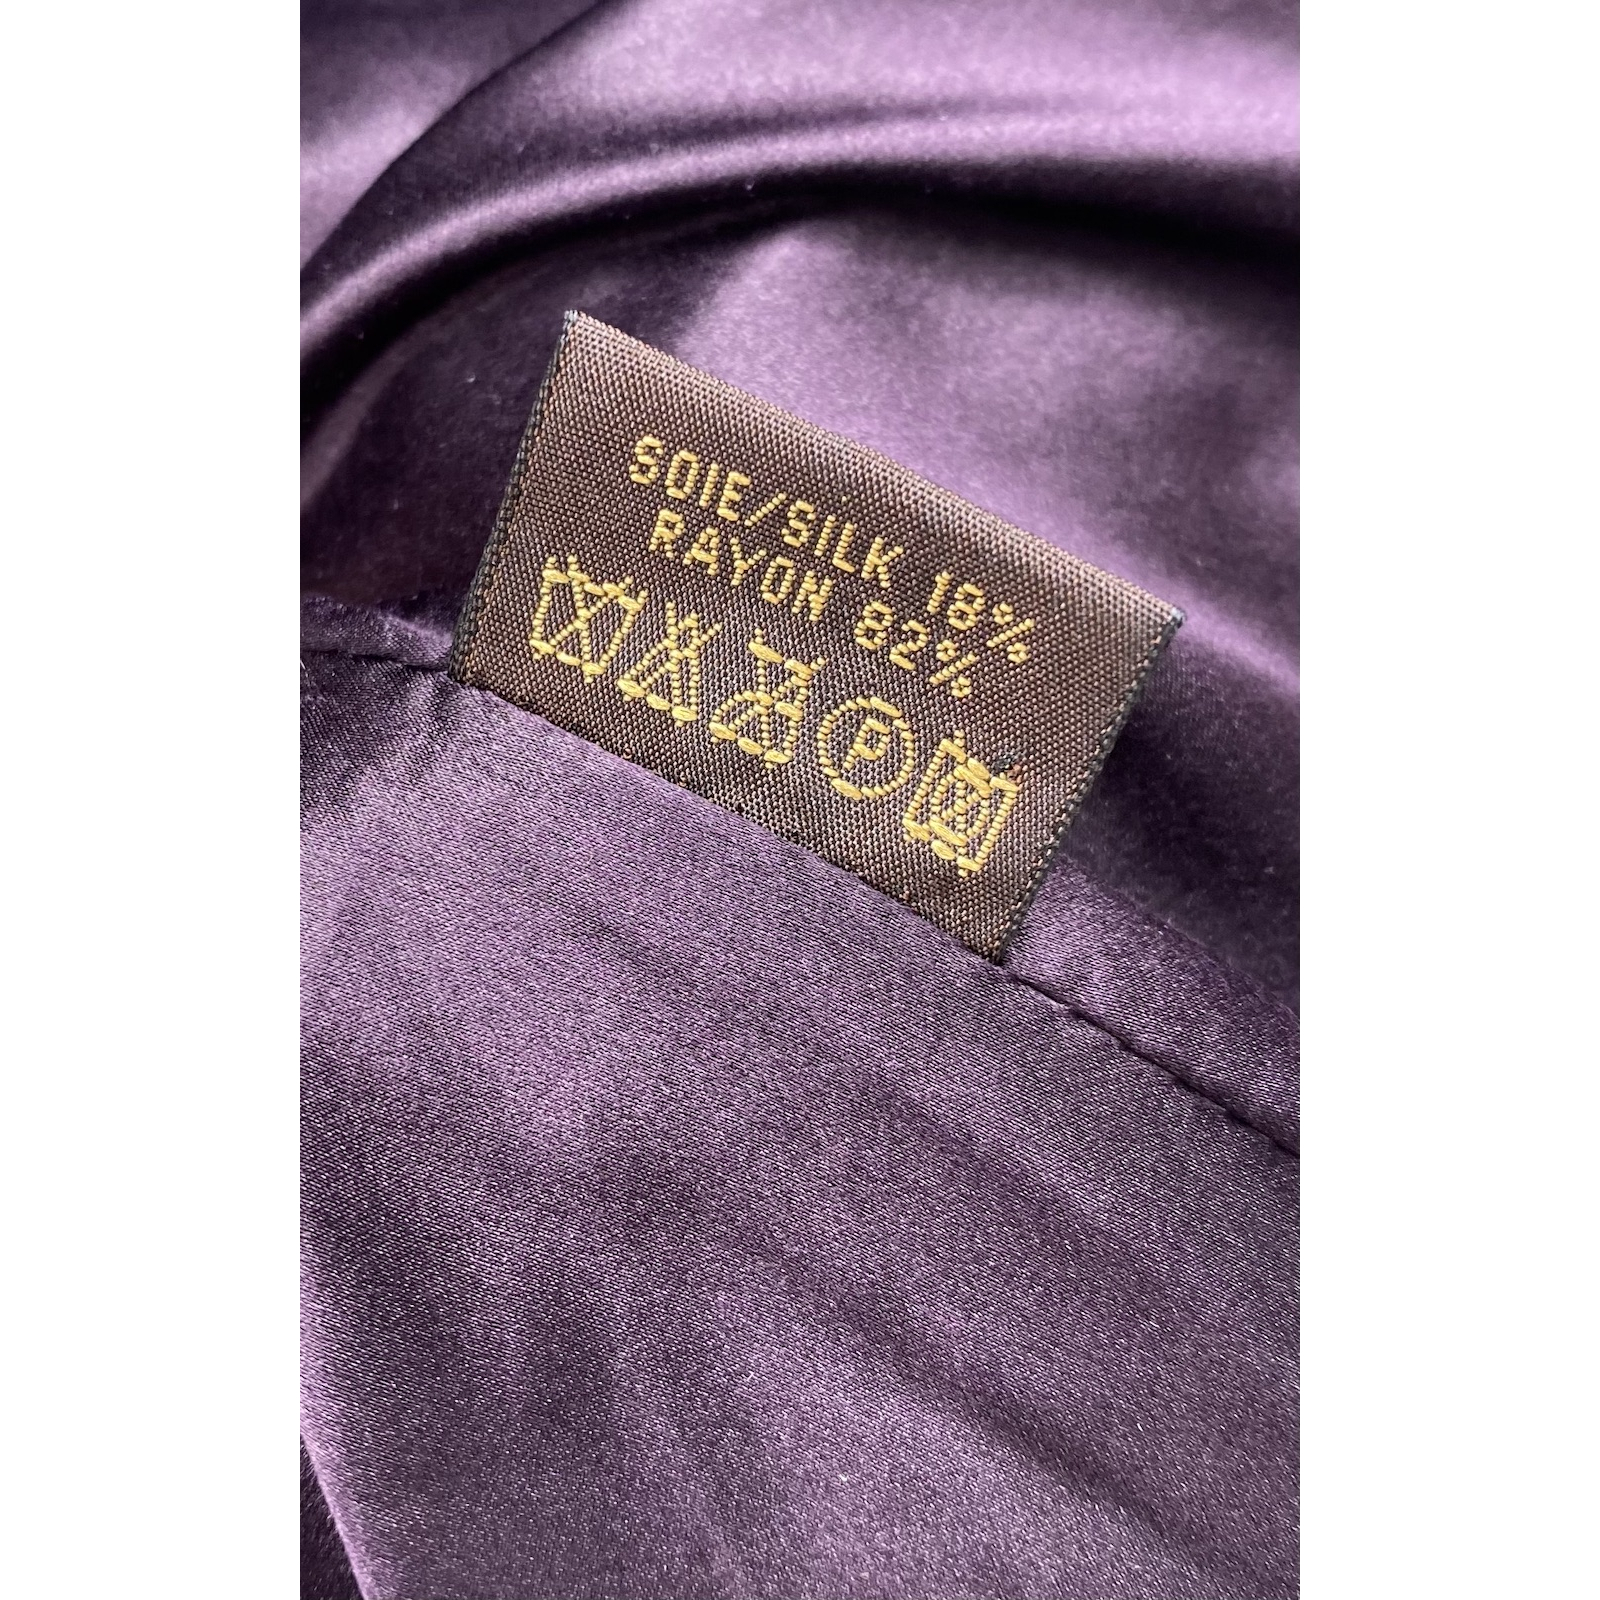 SOIE/SILK 18%
RAYON 82%
P